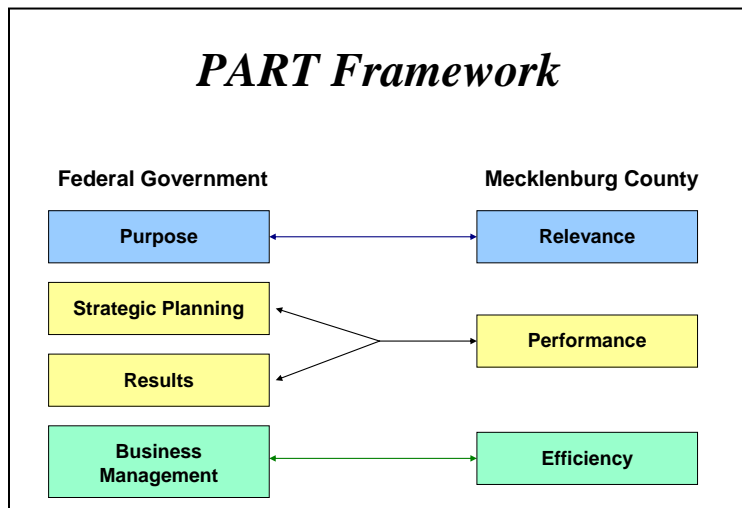 PART Framework
Federal Government
Mecklenburg County
Purpose
Relevance
Strategic Planning
Performance
Results
Business
Management
Efficiency